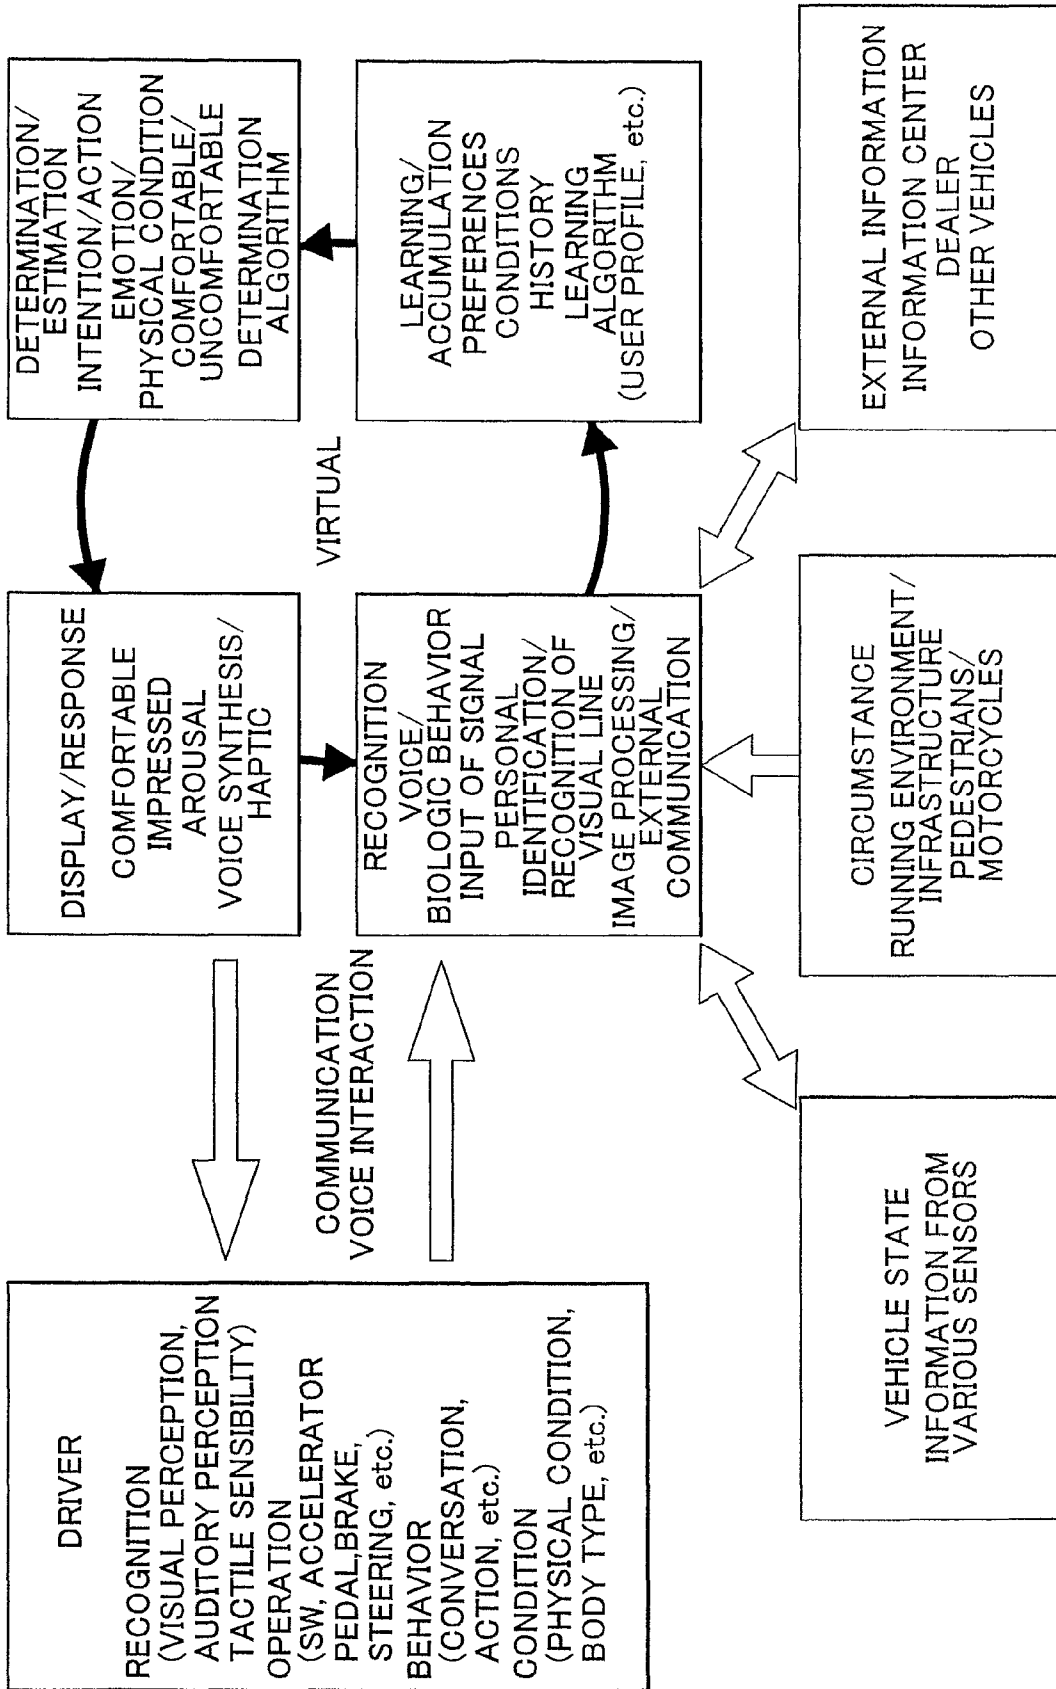 DRIVER
RECOGNITION
(VISUAL PERCEPTION,
AUDITORY PERCEPTION
TACTILE SENSIBILITY)
OPERATION
(SW, ACCELERATOR
PEDAL,BRAKE,
STEERING, etc.)
BEHAVIOR
(CONVERSATION,
ACTION, etc.)
CONDITION
(PHYSICAL CONDITION,
BODY TYPE, etc.)
COMMUNICATION
VOICE INTERACTION
DISPLAY/RESPONSE
COMFORTABLE
IMPRESSED
AROUSAL
VOICE SYNTHESIS/
HAPTIC
RECOGNITION
VOICE/
BIOLOGIC BEHAVIOR
INPUT OF SIGNAL
PERSONAL
IDENTIFICATION/
RECOGNITION OF
VISUAL LINE
IMAGE PROCESSING/
EXTERNAL
COMMUNICATION
VIRTUAL
DETERMINATION/
ESTIMATION
INTENTION/ACTION
EMOTION/
PHYSICAL CONDITION
COMFORTABLE/
UNCOMFORTABLE
DETERMINATION
ALGORITHM
LEARNING/
ACCUMULATION
PREFERENCES
CONDITIONS
HISTORY
LEARNING
ALGORITHM
(USER PROFILE, etc.)
VEHICLE STATE
INFORMATION FROM
VARIOUS SENSORS
CIRCUMSTANCE
RUNNING ENVIRONMENT/
INFRASTRUCTURE
PEDESTRIANS/
MOTORCYCLES
EXTERNAL INFORMATION
INFORMATION CENTER
DEALER
OTHER VEHICLES